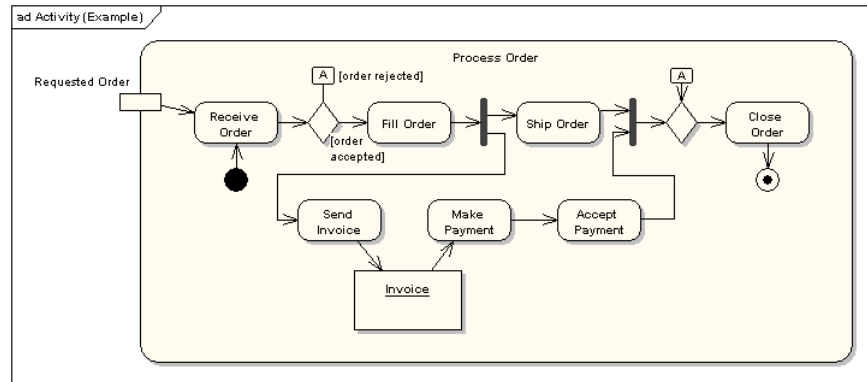 ad Activity (Example)
Process Order
Requested Order
A
[order rejected]
A
Receive
Order
Fill Order
Ship Order
Close
Order
[order
accepted]
Send
Invoice
Make
Payment
Accept
Payment
Invoice